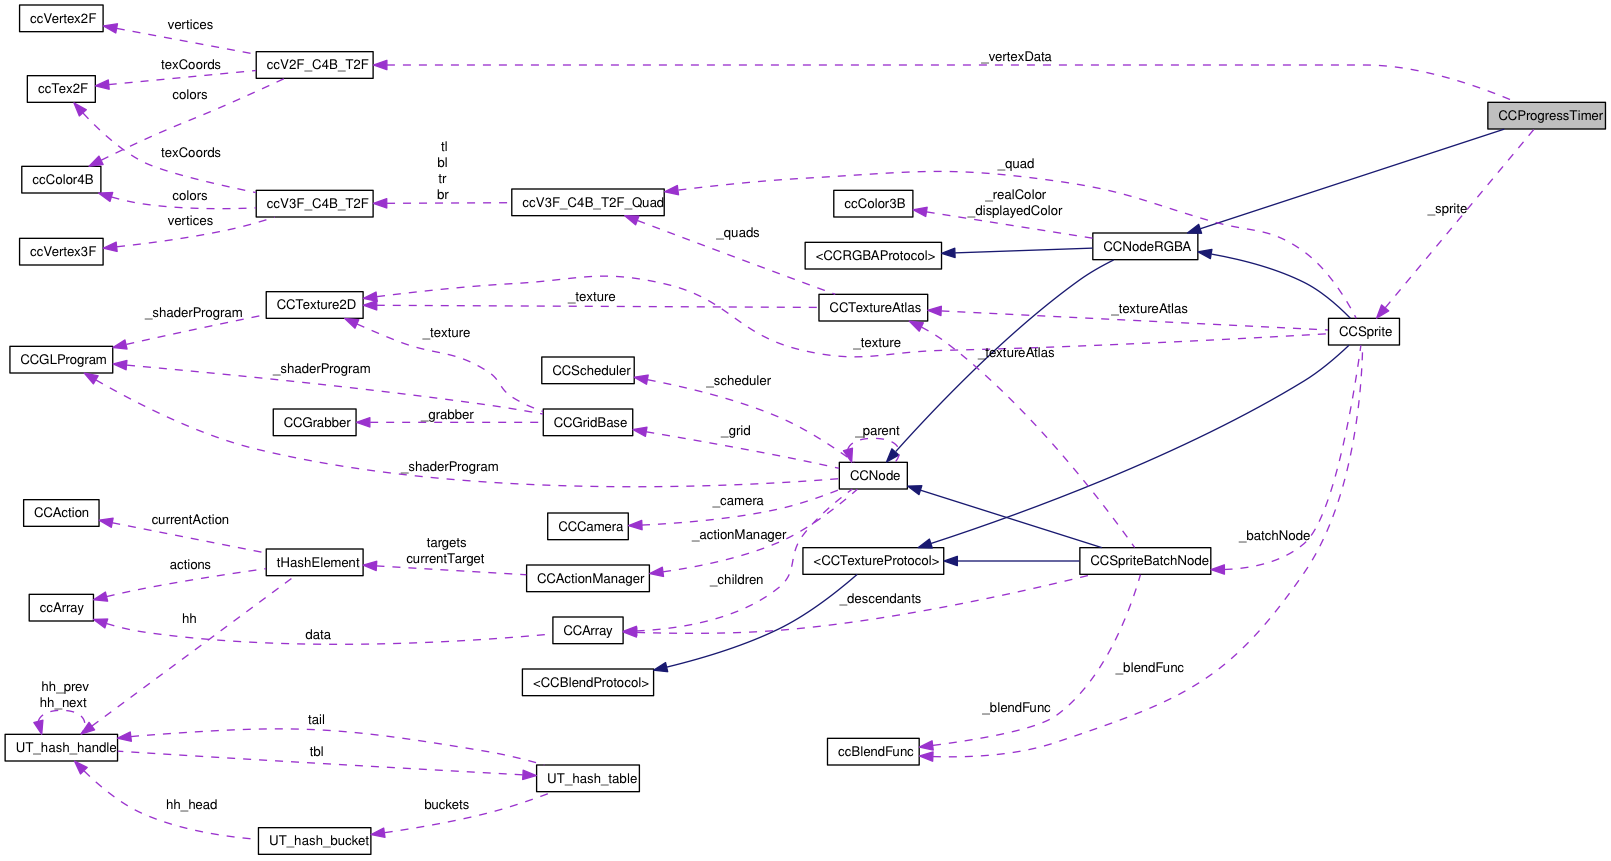 ccVertex2F
vertices
ccV2F_C4B_T2F
_vertexData
texCoords
ccTex2F
colors
CCProgressTimer
tl
texCoords
bl
_quad
ccColor4B
tr
colors
br
_realColor
ccV3F_C4B_T2F
ccV3F_C4B_T2F_Quad
ccColor3B
_displayedColor
_sprite
vertices
_quads
CCNodeRGBA
ccVertex3F
<CCRGBAProtocol>
_texture
CCTexture2D
CCTextureAtlas
_textureAtlas
_shaderProgram
_texture
_texture
_textureAtlas
CCSprite
CCGLProgram
_shaderProgram
CCScheduler
_scheduler
CCGrabber
_grabber
CCGridBase
_grid
_parent
_shaderProgram
CCNode
_camera
CCAction
currentAction
CCCamera
_actionManager
_batchNode
targets
currentTarget
tHashElement
actions
CCActionManager
<CCTextureProtocol>
CCSpriteBatchNode
_children
_descendants
ccArray
hh
data
CCArray
_blendFunc
<CCBlendProtocol>
hh_prev
hh_next
_blendFunc
tail
UT_hash_handle
tbl
ccBlendFunc
UT_hash_table
hh_head
buckets
UT_hash_bucket